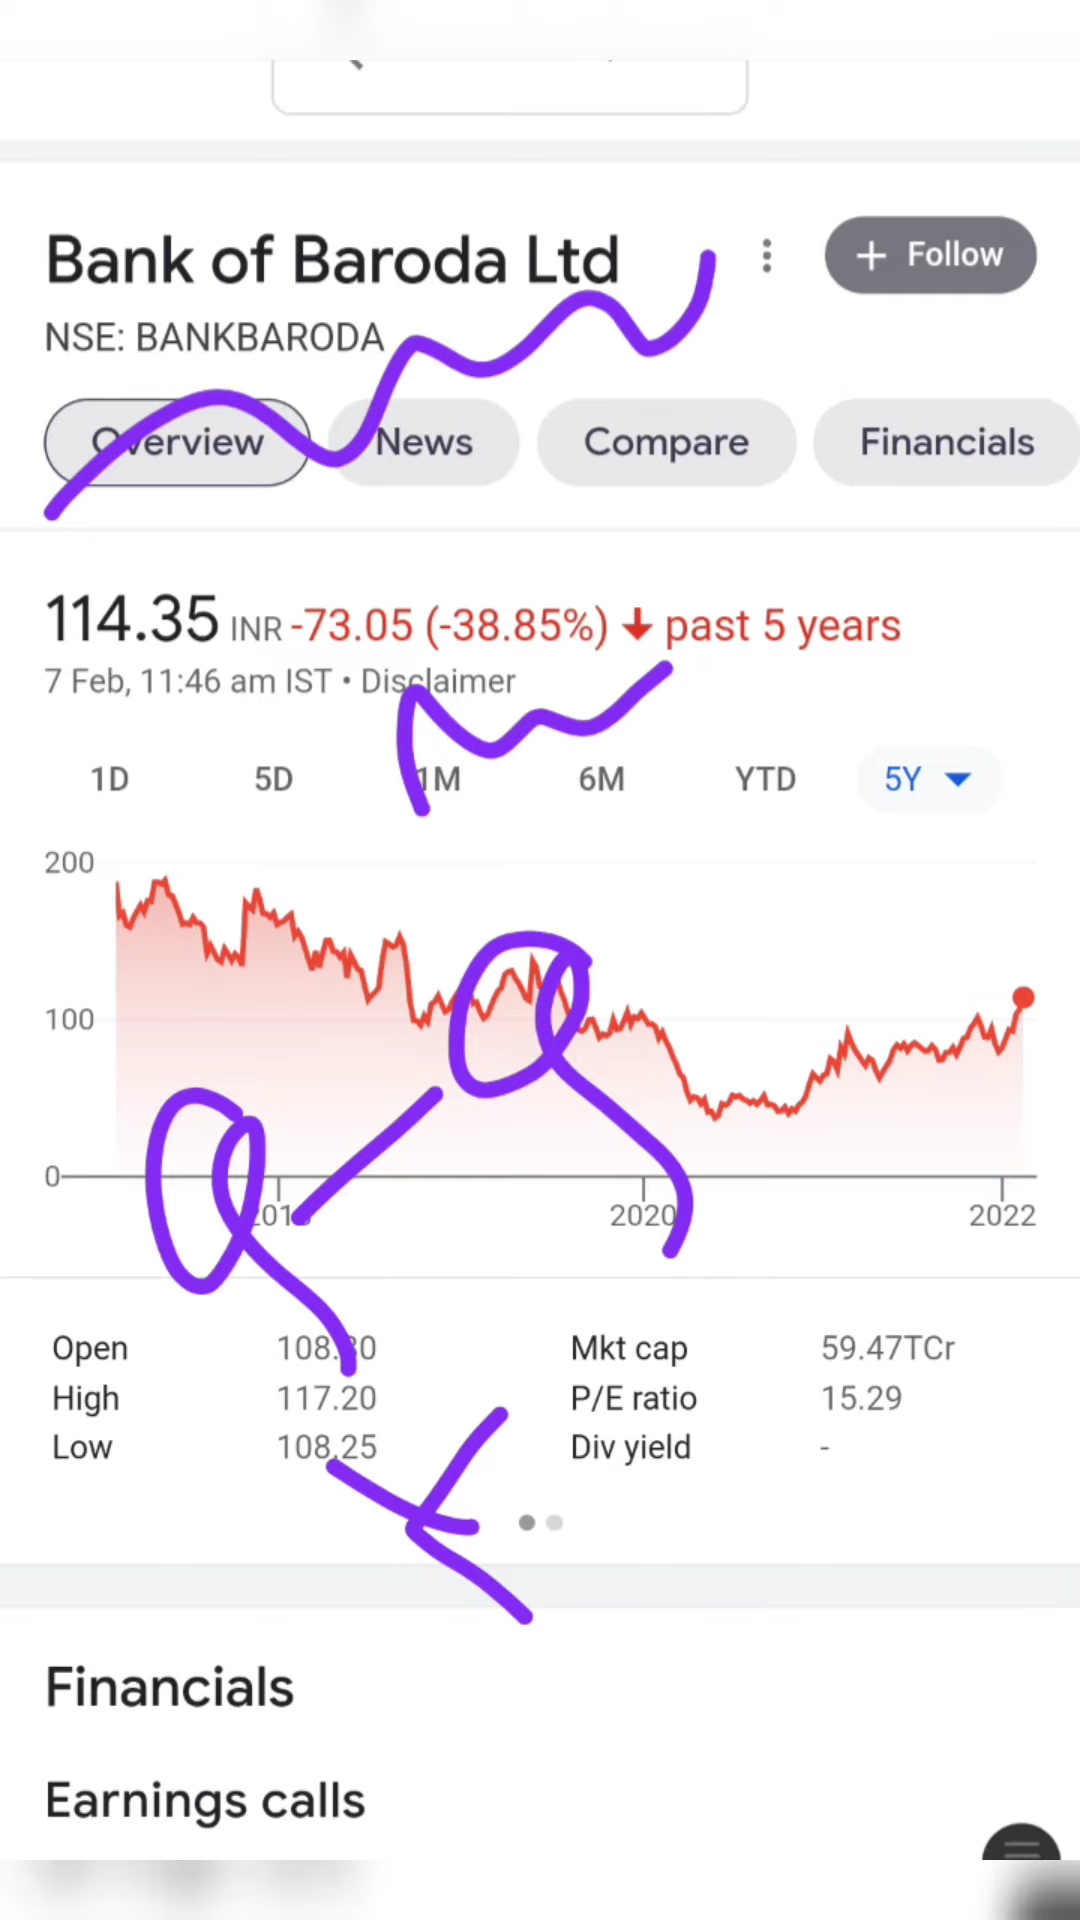 Bank of Baroda Ltd
+ Follow
NSE: BANKBARODA
Overview News Compare Financials
114.35 INR -73.05 (-38.85%) ↓ past 5 years
7 Feb, 11:46 am IST • Disclaimer
1D 5D 1M 6M YTD 5Y
200
100
0
2020 2022
Open Mkt cap 59.47TCr
High 117.20 P/E ratio 15.29
Low 108.25 Div yield -
Financials
Earnings calls